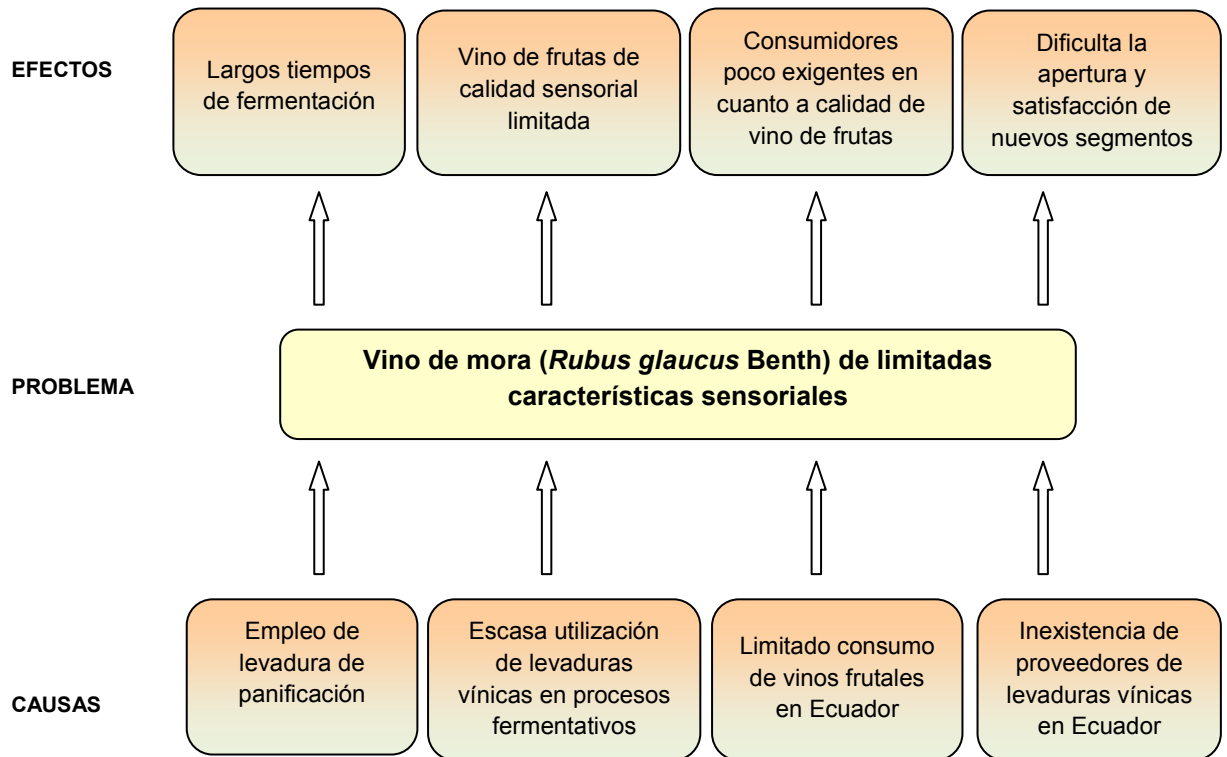 EFECTOS
Largos tiempos
de fermentación
Vino de frutas de
calidad sensorial
limitada
Consumidores
poco exigentes en
cuanto a calidad de
vino de frutas
Dificulta la
apertura y
satisfacción de
nuevos segmentos
PROBLEMA
Vino de mora (Rubus glaucus Benth) de limitadas
características sensoriales
CAUSAS
Empleo de
levadura de
panificación
Escasa utilización
de levaduras
vínicas en procesos
fermentativos
Limitado consumo
de vinos frutales
en Ecuador
Inexistencia de
proveedores de
levaduras vínicas
en Ecuador